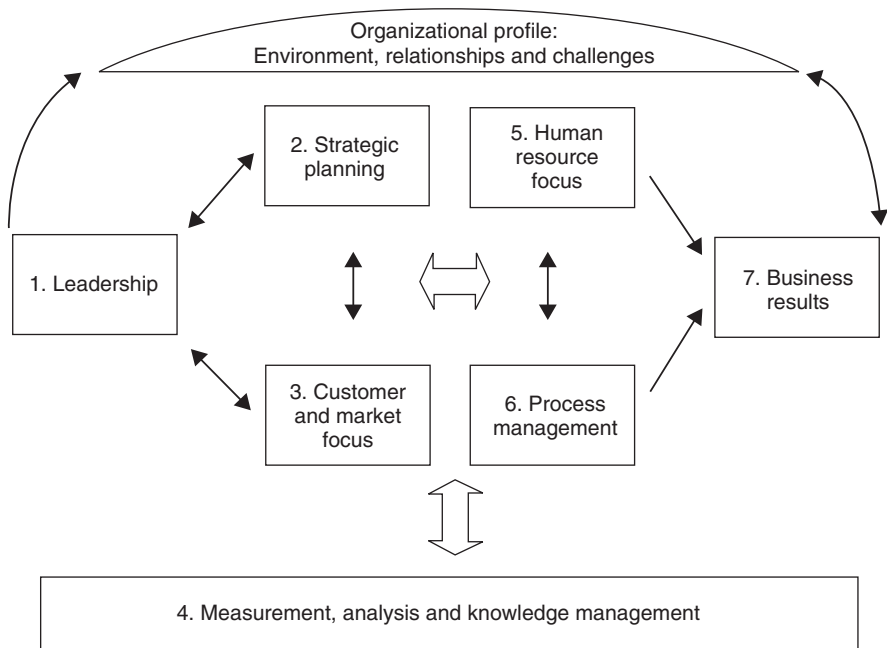 Organizational profile:
Environment, relationships and challenges
2. Strategic
planning
5. Human
resource
focus
1. Leadership
7. Business
results
3. Customer
and market
focus
6. Process
management
4. Measurement, analysis and knowledge management